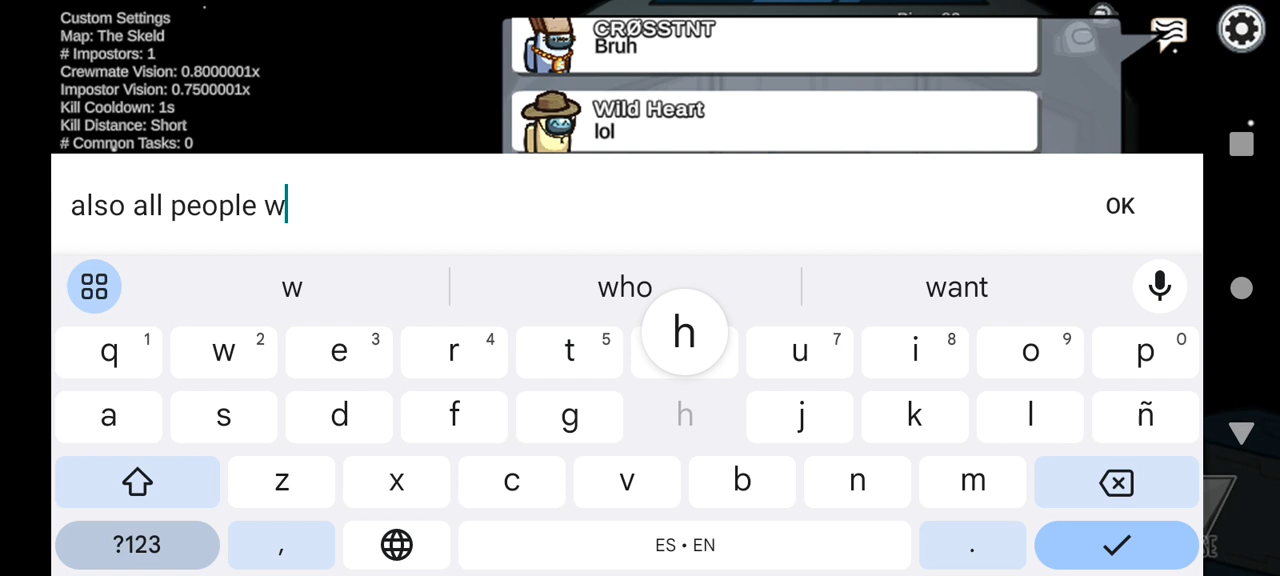 Custom Settings
Map: The Skeld
# Impostors: 1
Crewmate Vision: 0.8000001x
Impostor Vision: 0.7500001x
Kill Cooldown: 1s
Kill Distance: Short
# Common Tasks: 0
CRØSSTNT
Bruh
Wild Heart
lol
also all people w
OK
w who want
h
q 1 w 2 e 3 r 4 t 5 u 7 i 8 o 9 p 0
a s d f g h j k l ñ
z x c v b n m
?123 , ES • EN .